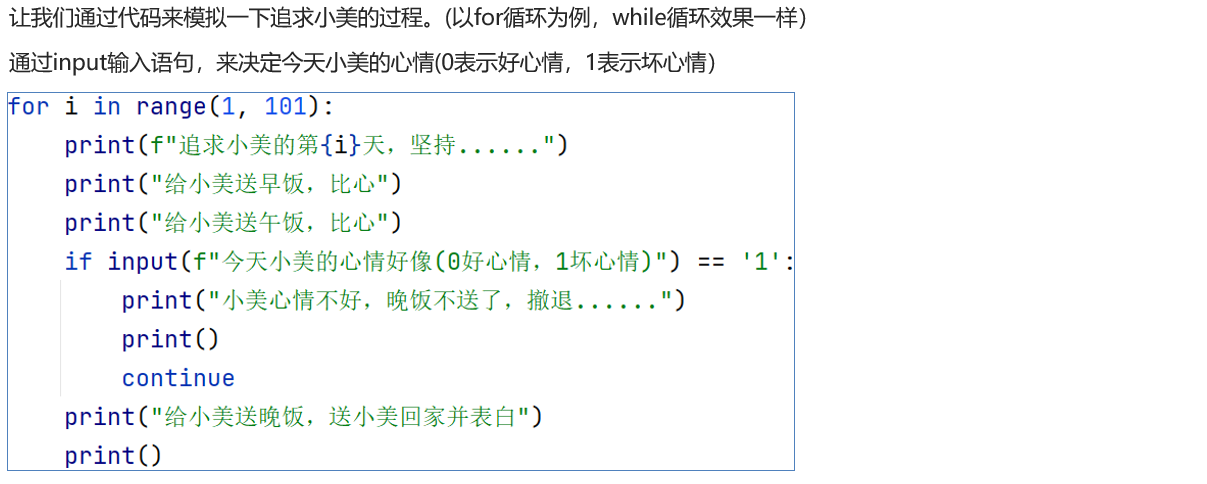 让我们通过代码来模拟一下追求小美的过程。(以for循环为例，while循环效果一样)
通过input输入语句，来决定今天小美的心情(0表示好心情，1表示坏心情)
for i in range(1, 101):
    print(f"追求小美的第{i}天，坚持......")
    print("给小美送早饭，比心")
    print("给小美送午饭，比心")
    if input(f"今天小美的心情好像(0好心情，1坏心情)") == '1':
        print("小美心情不好，晚饭不送了，撤退......")
        print()
        continue
    print("给小美送晚饭，送小美回家并表白")
    print()